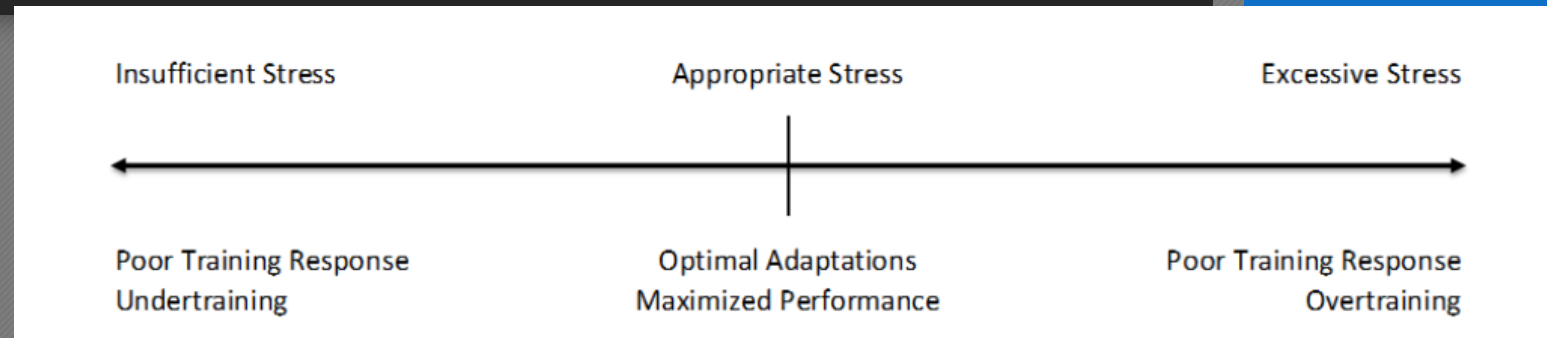 Insufficient Stress
Appropriate Stress
Excessive Stress
Poor Training Response
Undertraining
Optimal Adaptations
Maximized Performance
Poor Training Response
Overtraining